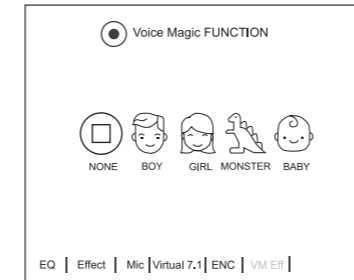 Voice Magic FUNCTION
NONE BOY GIRL MONSTER BABY
EQ | Effect | Mic | Virtual 7.1 | ENC | VM Eff |